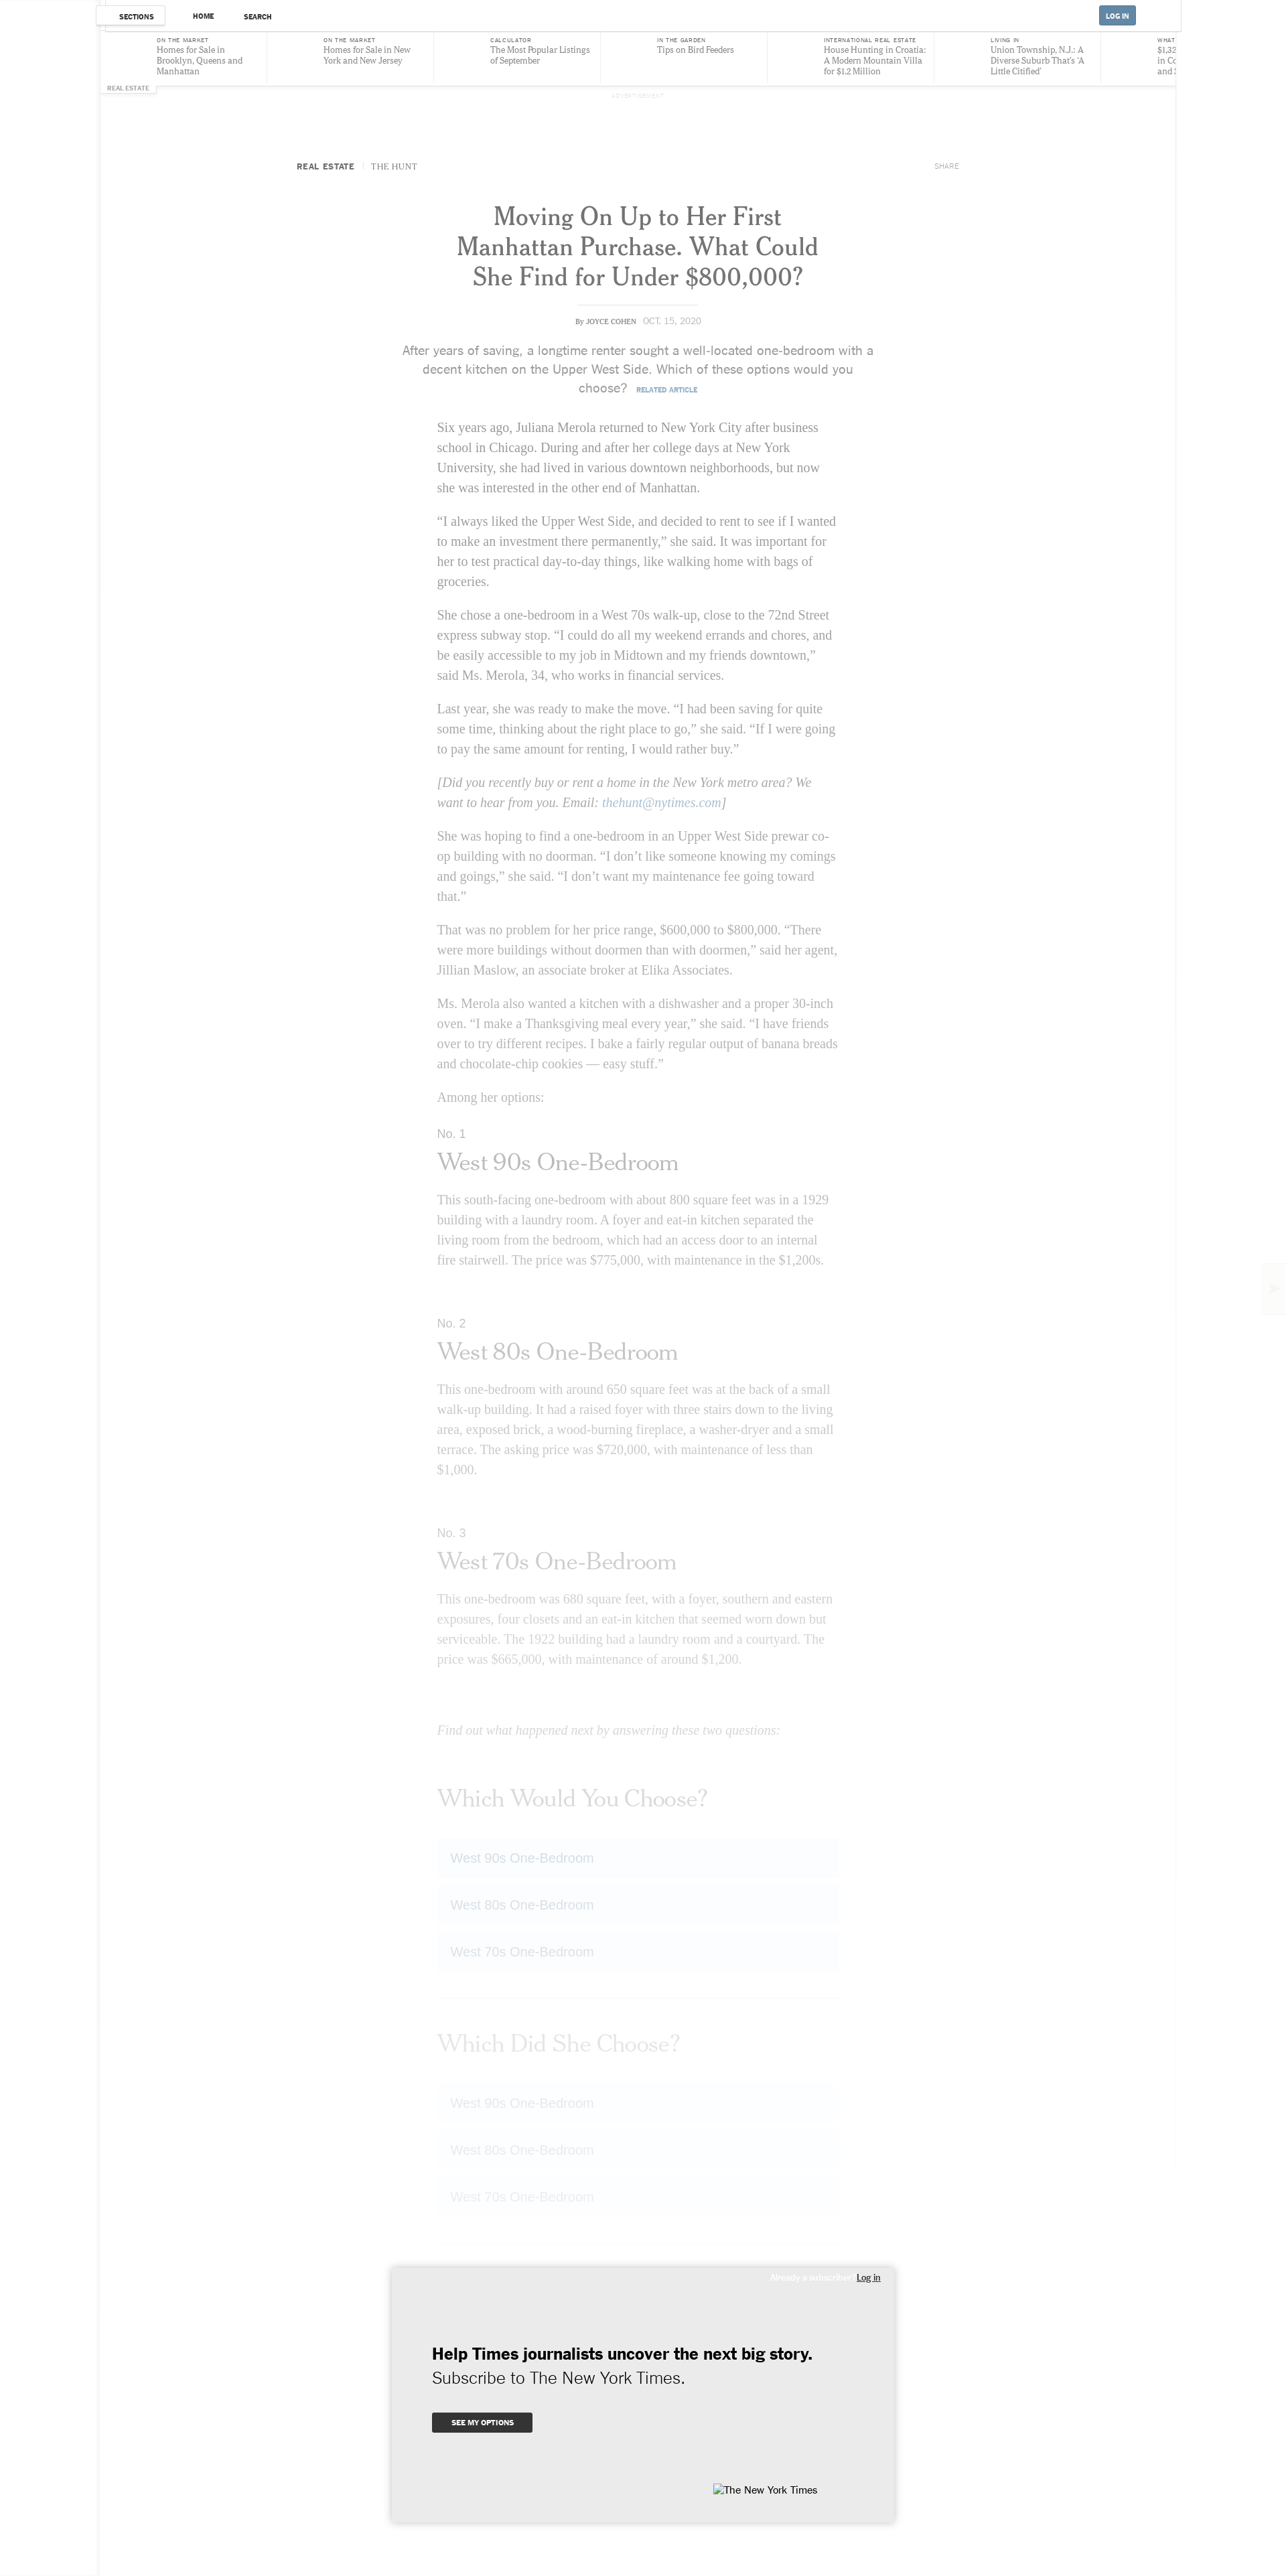 SECTIONS
HOME
SEARCH
LOG IN
ON THE MARKET
Homes for Sale in
Brooklyn, Queens and
Manhattan
ON THE MARKET
Homes for Sale in New
York and New Jersey
CALCULATOR
The Most Popular Listings
of September
IN THE GARDEN
Tips on Bird Feeders
INTERNATIONAL REAL ESTATE
House Hunting in Croatia:
A Modern Mountain Villa
for $1.2 Million
LIVING IN
Union Township, N.J.: A
Diverse Suburb That's 'A
Little Citified'
WHAT
$1,32
in Co
and
REAL ESTATE
ADVERTISEMENT
REAL ESTATE | THE HUNT
SHARE
Moving On Up to Her First
Manhattan Purchase. What Could
She Find for Under $800,000?
By JOYCE COHEN OCT. 15, 2020
After years of saving, a longtime renter sought a well-located one-bedroom with a
decent kitchen on the Upper West Side. Which of these options would you
choose? RELATED ARTICLE
Six years ago, Juliana Merola returned to New York City after business
school in Chicago. During and after her college days at New York
University, she had lived in various downtown neighborhoods, but now
she was interested in the other end of Manhattan.
“I always liked the Upper West Side, and decided to rent to see if I wanted
to make an investment there permanently,” she said. It was important for
her to test practical day-to-day things, like walking home with bags of
groceries.
She chose a one-bedroom in a West 70s walk-up, close to the 72nd Street
express subway stop. “I could do all my weekend errands and chores, and
be easily accessible to my job in Midtown and my friends downtown,”
said Ms. Merola, 34, who works in financial services.
Last year, she was ready to make the move. “I had been saving for quite
some time, thinking about the right place to go,” she said. “If I were going
to pay the same amount for renting, I would rather buy.”
[Did you recently buy or rent a home in the New York metro area? We
want to hear from you. Email: thehunt@nytimes.com]
She was hoping to find a one-bedroom in an Upper West Side prewar co-
op building with no doorman. “I don’t like someone knowing my comings
and goings,” she said. “I don’t want my maintenance fee going toward
that.”
That was no problem for her price range, $600,000 to $800,000. “There
were more buildings without doormen than with doormen,” said her agent,
Jillian Maslow, an associate broker at Elika Associates.
Ms. Merola also wanted a kitchen with a dishwasher and a proper 30-inch
oven. “I make a Thanksgiving meal every year,” she said. “I have friends
over to try different recipes. I bake a fairly regular output of banana breads
and chocolate-chip cookies — easy stuff.”
Among her options:
No. 1
West 90s One-Bedroom
This south-facing one-bedroom with about 800 square feet was in a 1929
building with a laundry room. A foyer and eat-in kitchen separated the
living room from the bedroom, which had an access door to an internal
fire stairwell. The price was $775,000, with maintenance in the $1,200s.
No. 2
West 80s One-Bedroom
This one-bedroom with around 650 square feet was at the back of a small
walk-up building. It had a raised foyer with three stairs down to the living
area, exposed brick, a wood-burning fireplace, a washer-dryer and a small
terrace. The asking price was $720,000, with maintenance of less than
$1,000.
No. 3
West 70s One-Bedroom
This one-bedroom was 680 square feet, with a foyer, southern and eastern
exposures, four closets and an eat-in kitchen that seemed worn down but
serviceable. The 1922 building had a laundry room and a courtyard. The
price was $665,000, with maintenance of around $1,200.
Find out what happened next by answering these two questions:
Which Would You Choose?
West 90s One-Bedroom
West 80s One-Bedroom
West 70s One-Bedroom
Which Did She Choose?
West 90s One-Bedroom
West 80s One-Bedroom
West 70s One-Bedroom
Already a subscriber? Log in
Help Times journalists uncover the next big story.
Subscribe to The New York Times.
SEE MY OPTIONS
The New York Times